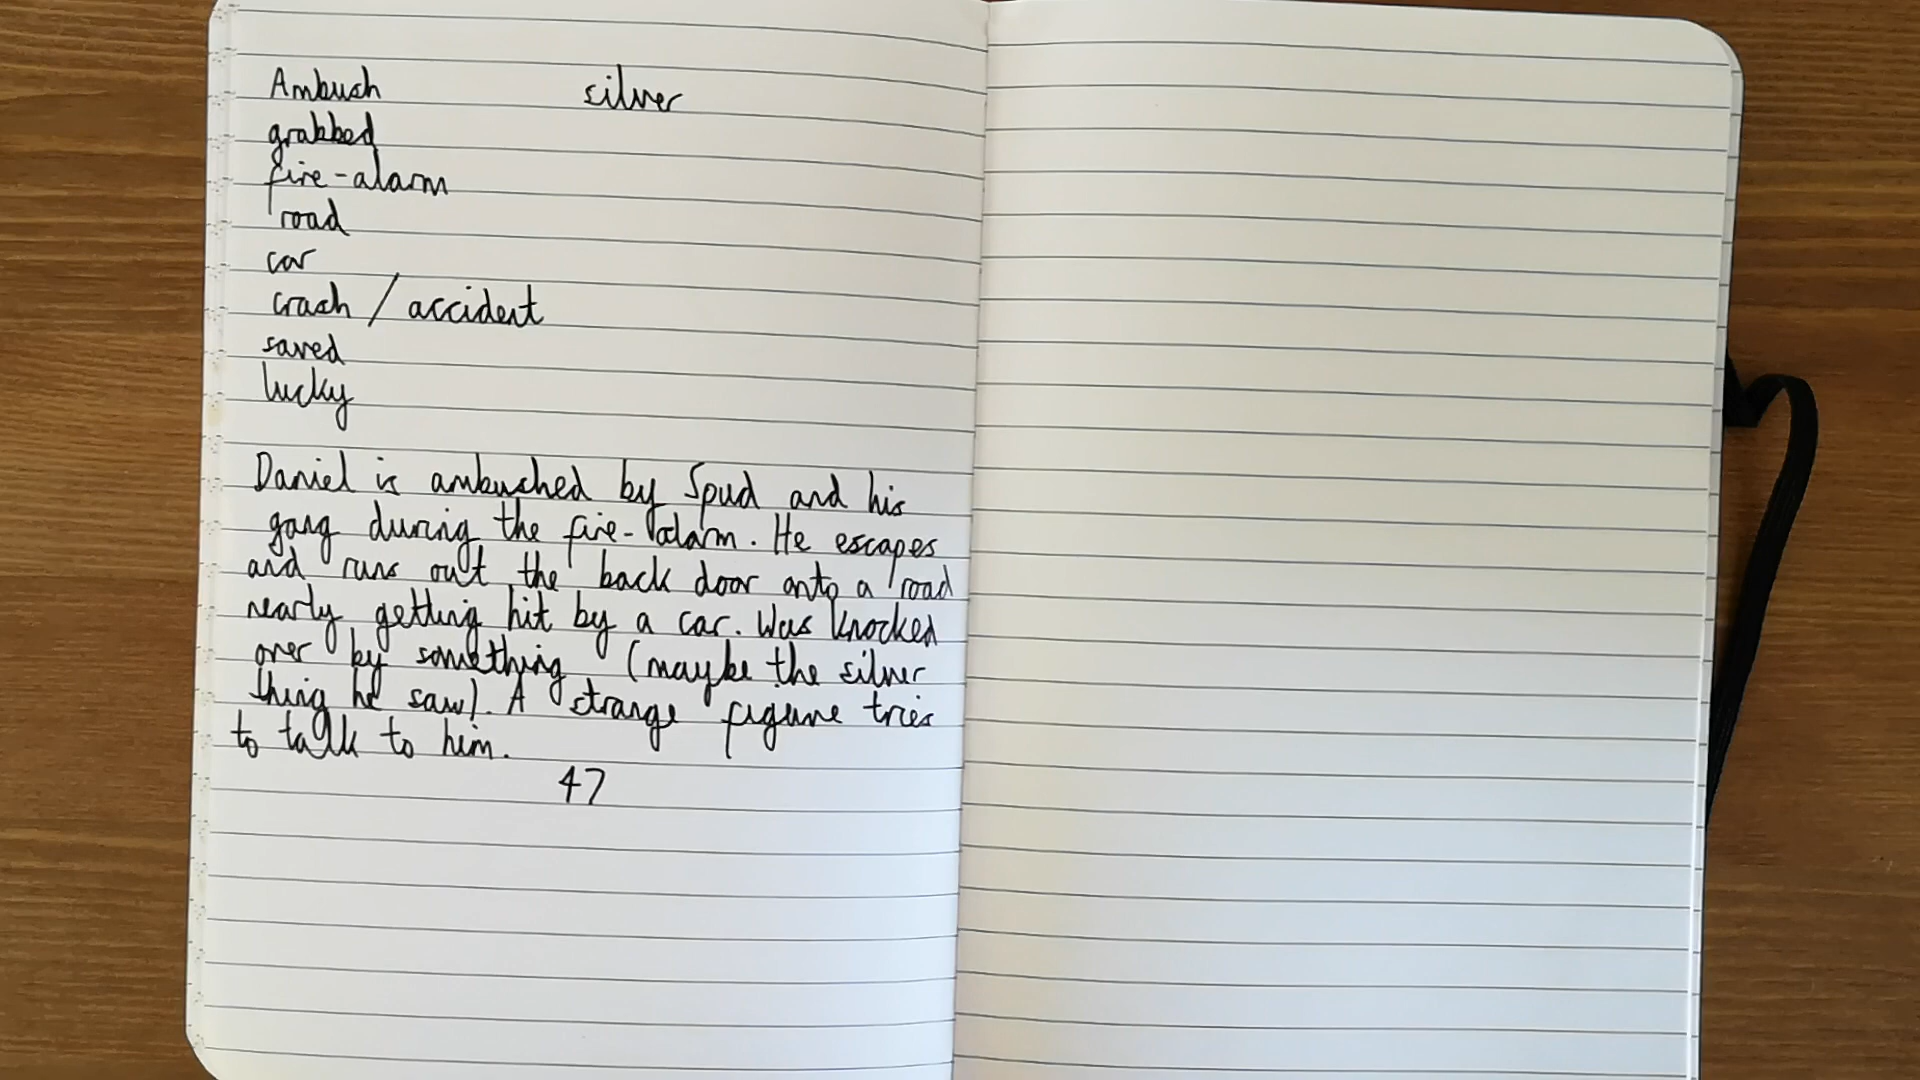 Ambush silver
grabbed
fire-alarm
road
car
crash / accident
saved
lucky
Daniel is ambushed by Spud and his
gang during the fire-alarm. He escapes
and runs out the back door onto a road
nearly getting hit by a car. Was knocked
over by something (maybe the silver
thing he saw). A strange figure tries
to talk to him.
47